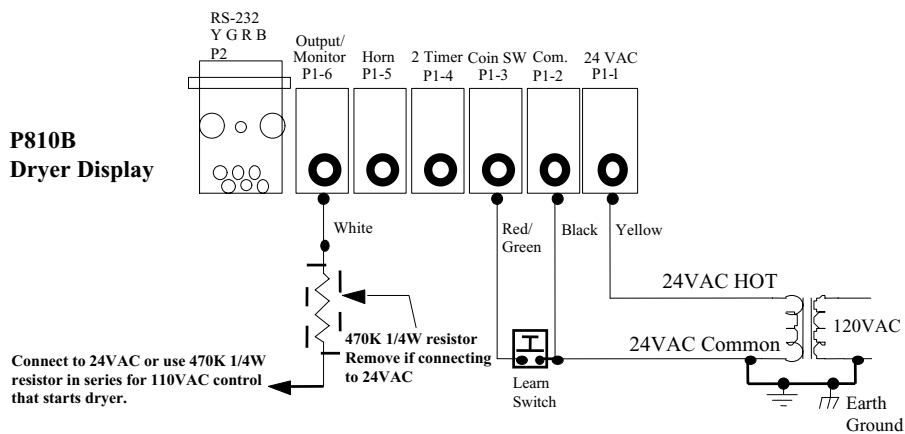 RS-232
Y G R B
P2
Output/
Monitor
P1-6
Horn
P1-5
2 Timer
P1-4
Coin SW
P1-3
Com.
P1-2
24 VAC
P1-1
P810B
Dryer Display
White
Red/
Green
Black
Yellow
24VAC HOT
24VAC Common
120VAC
470K 1/4W resistor
Remove if connecting
to 24VAC
Connect to 24VAC or use 470K 1/4W
resistor in series for 110VAC control
that starts dryer.
Learn
Switch
Earth
Ground